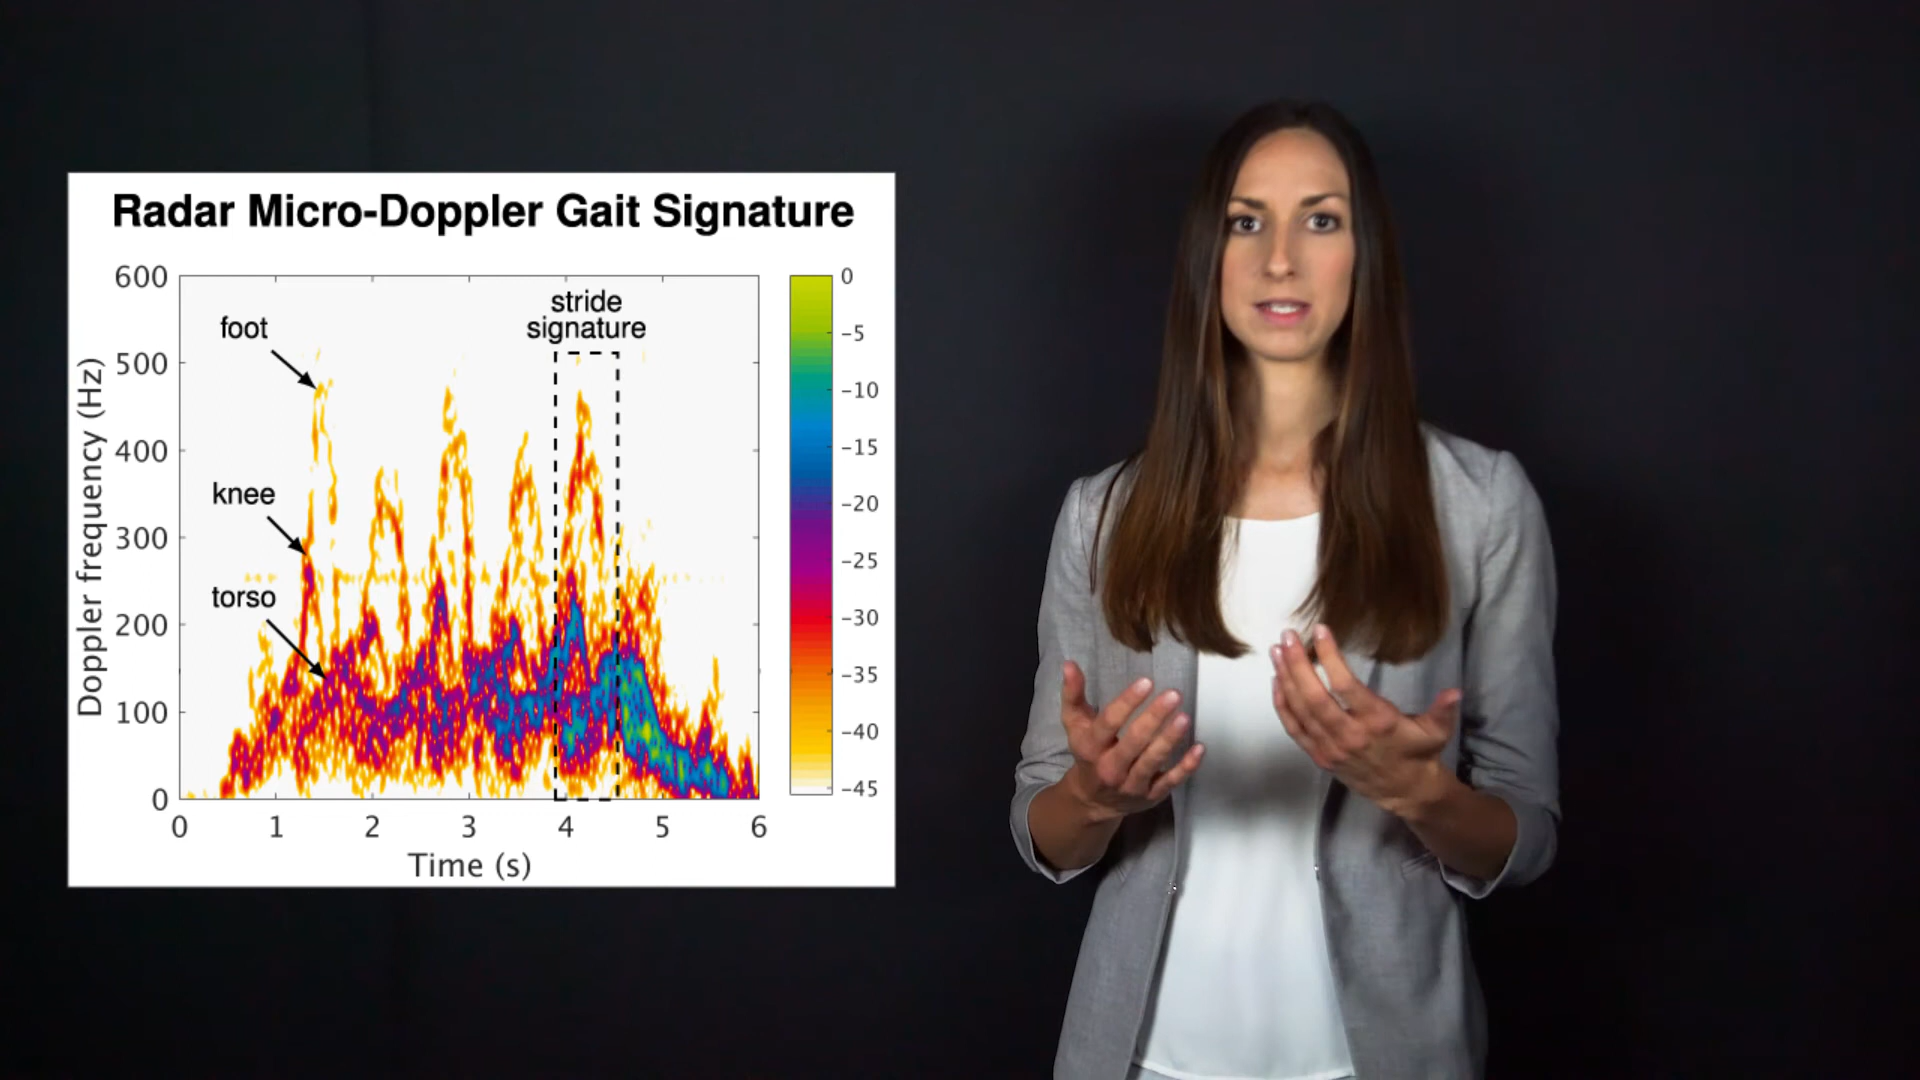 Radar Micro-Doppler Gait Signature
Doppler frequency (Hz)
600
500
400
300
200
100
0
foot
knee
torso
stride
signature
0 1 2 3 4 5 6
Time (s)
0
−5
−10
−15
−20
−25
−30
−35
−40
−45